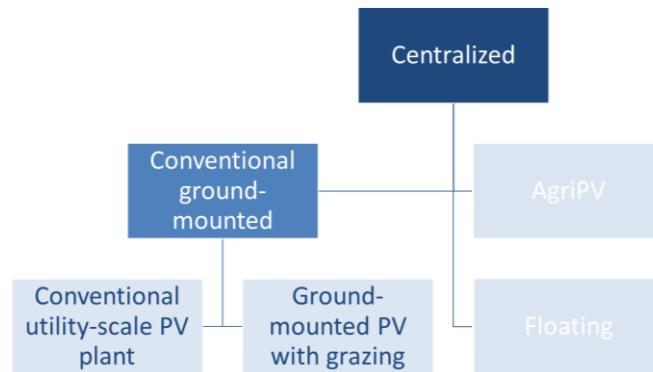 Centralized
Conventional
ground-
mounted
AgriPV
Conventional
utility-scale PV
plant
Ground-
mounted PV
with grazing
Floating